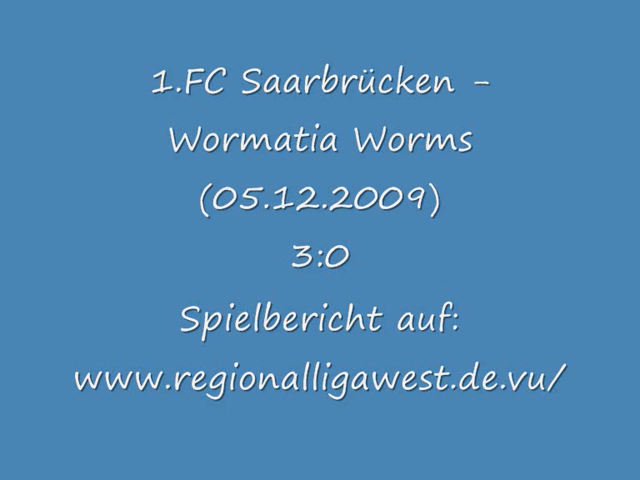 1.FC Saarbrücken -
Wormatia Worms
(05.12.2009)
3:0
Spielbericht auf:
www.regionalligawest.de.vu/